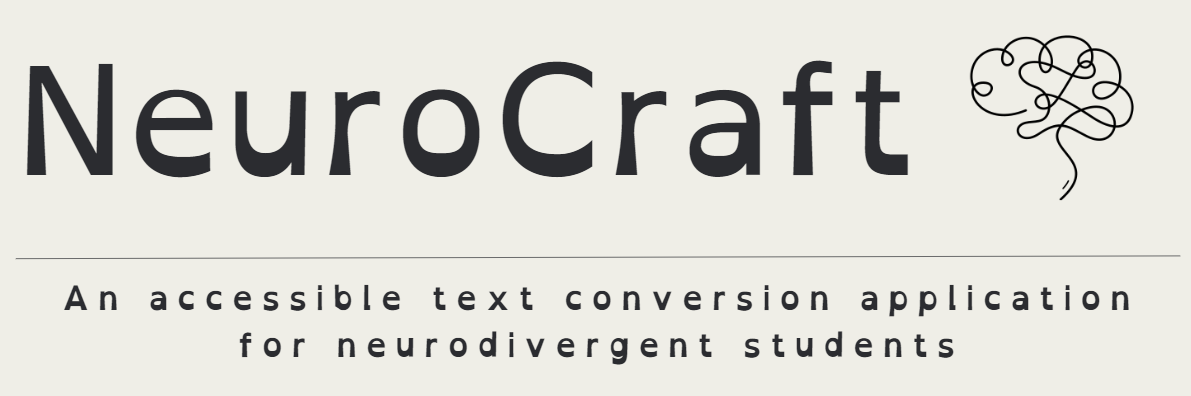 NeuroCraft
An accessible text conversion application
for neurodivergent students